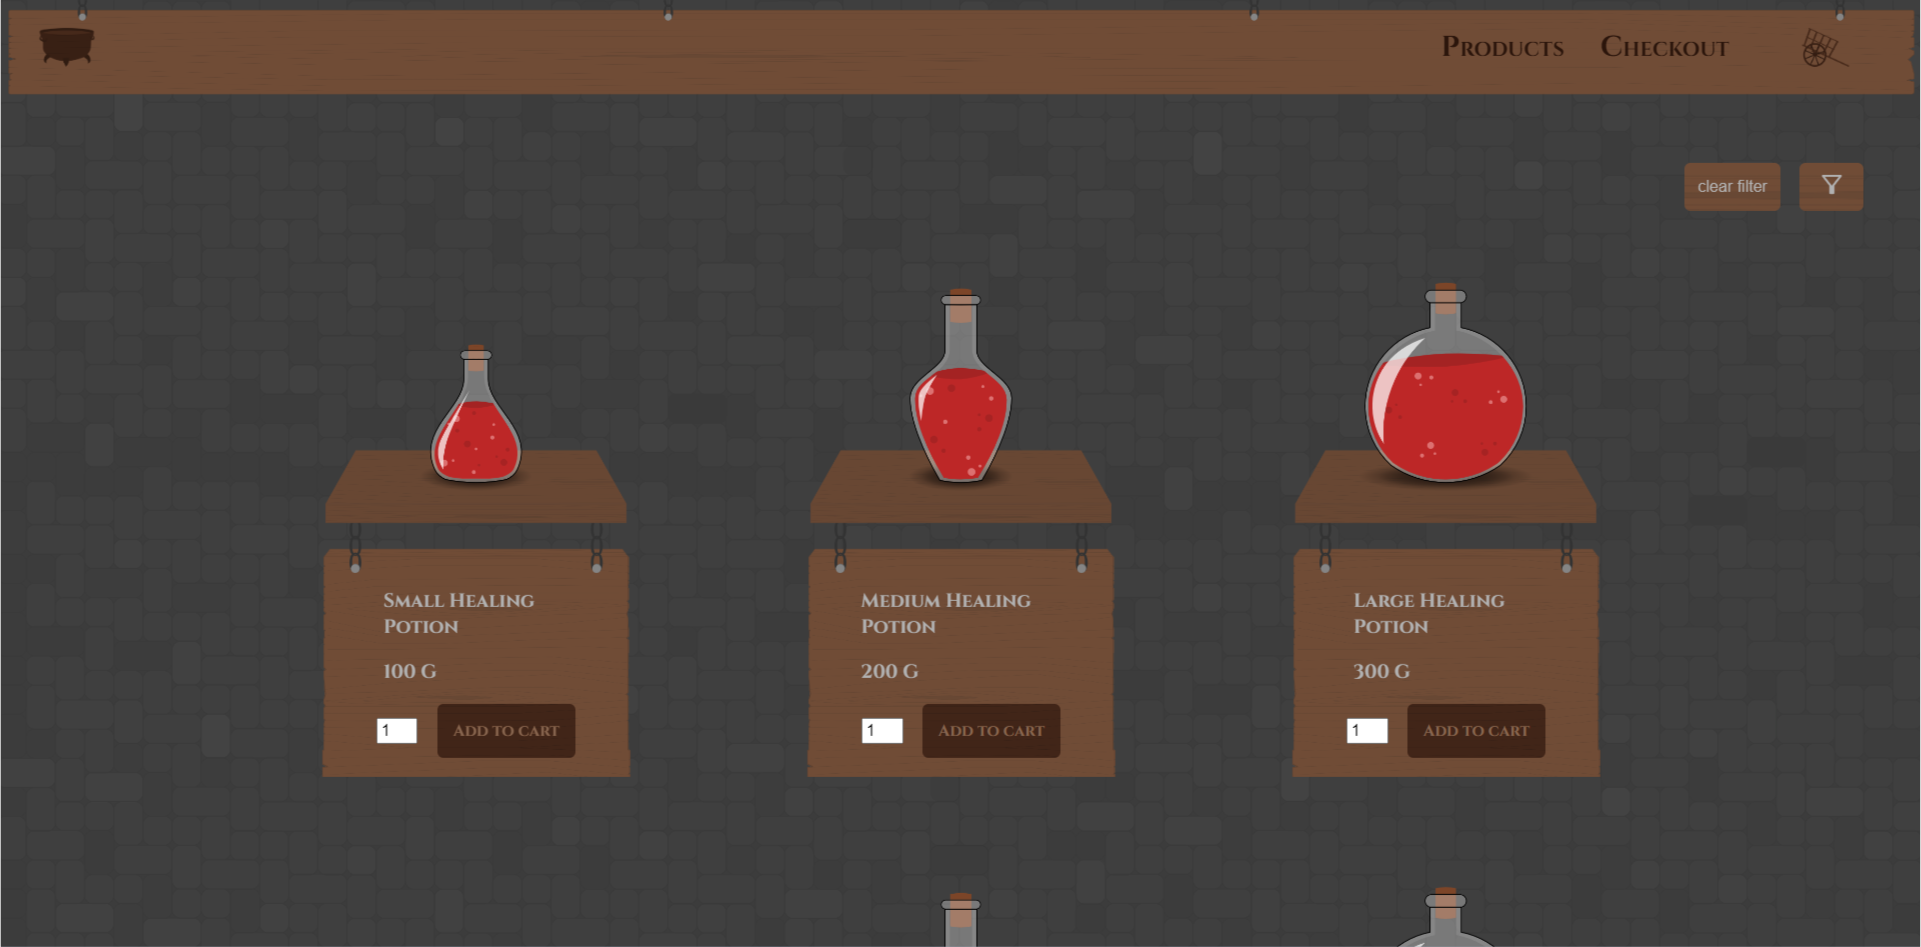 Products
Checkout
clear filter
Small Healing
Potion
100 G
1
Add to cart
Medium Healing
Potion
200 G
1
Add to cart
Large Healing
Potion
300 G
1
Add to cart